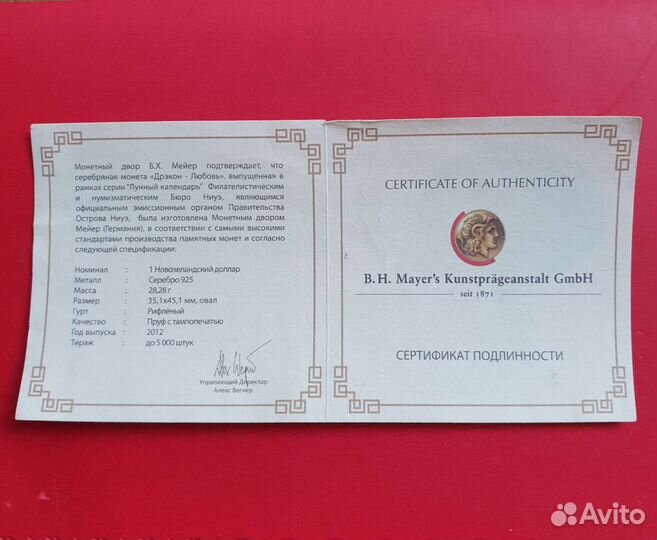 Монетный двор Б.Х. Мейер подтверждает, что
серебряная монета «Дракон - Любовь», выпущенная в
рамках серии "Лунный календарь" Филателистическим
и нумизматическим Бюро Ниуэ, являющимся
официальным эмиссионным органом Правительства
Острова Ниуэ, была изготовлена Монетным двором
Мейер (Германия), в соответствии с самыми высокими
стандартами производства памятных монет и согласно
следующей спецификации:
Номинал : 1 Новозеландский доллар
Металл : Серебро 925
Масса : 28,28 г
Размер : 35,1х45,1 мм, овал
Гурт : Рифлёный
Качество : Пруф с тампопечатью
Год выпуска : 2012
Тираж : до 5 000 штук
Управляющий Директор
Алекс Вегнер
CERTIFICATE OF AUTHENTICITY
B.H. Mayer's Kunstprägeanstalt GmbH
seit 1871
СЕРТИФИКАТ ПОДЛИННОСТИ
Avito